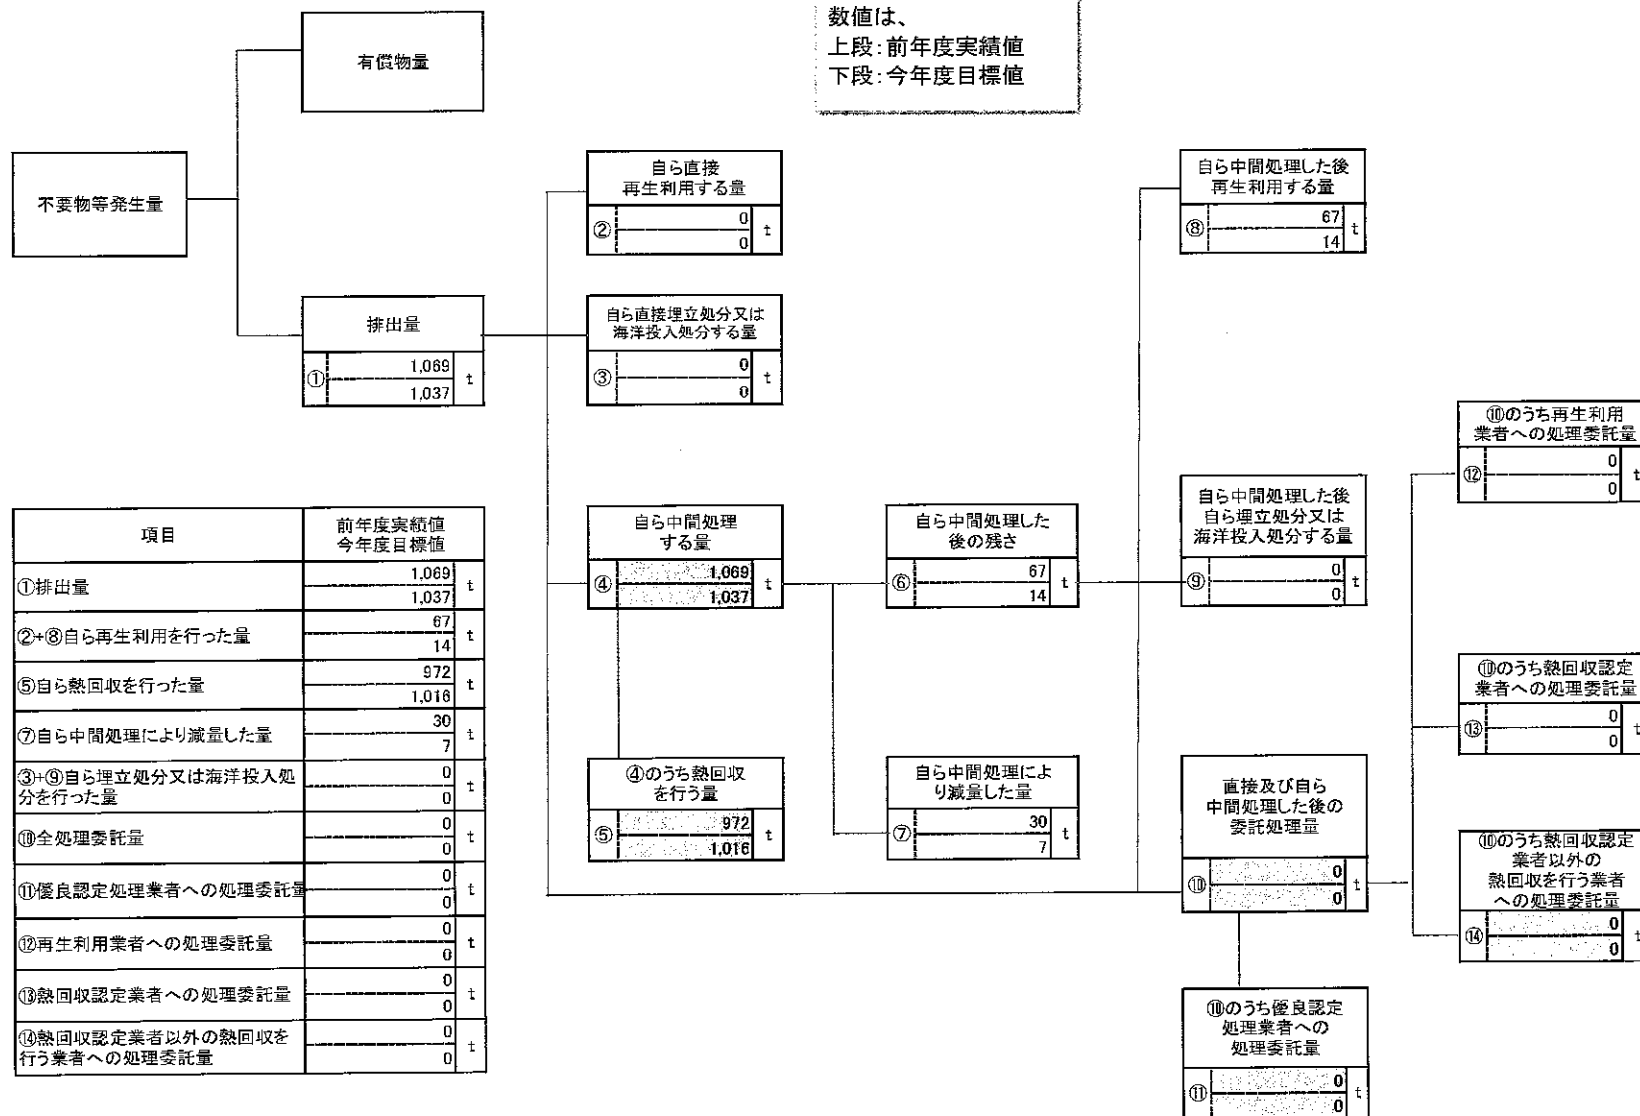 数値は、
上段:前年度実績値
下段:今年度目標値
有償物量
不要物等発生量
排出量
①
1,069
1,037
t
自ら直接
再生利用する量
②
0
0
t
自ら直接埋立処分又は
海洋投入処分する量
③
0
0
t
自ら中間処理
する量
④
1,069
1,037
t
④のうち熱回収
を行う量
⑤
972
1,016
t
自ら中間処理した
後の残さ
⑥
67
14
t
自ら中間処理によ
り減量した量
⑦
30
7
t
自ら中間処理した後
再生利用する量
⑧
67
14
t
自ら中間処理した後
自ら埋立処分又は
海洋投入処分する量
⑨
0
0
t
直接及び自ら
中間処理した後の
委託処理量
⑩
0
0
t
⑩のうち優良認定
処理業者への
処理委託量
⑪
0
0
t
⑩のうち再生利用
業者への処理委託量
⑫
0
0
t
⑩のうち熱回収認定
業者への処理委託量
⑬
0
0
t
⑩のうち熱回収認定
業者以外の
熱回収を行う業者
への処理委託量
⑭
0
0
t
項目
前年度実績値
今年度目標値
①排出量
1,069
1,037
t
②+⑧自ら再生利用を行った量
67
14
t
⑤自ら熱回収を行った量
972
1,016
t
⑦自ら中間処理により減量した量
30
7
t
③+⑨自ら埋立処分又は海洋投入処
分を行った量
0
0
t
⑩全処理委託量
0
0
t
⑪優良認定処理業者への処理委託量
0
0
t
⑫再生利用業者への処理委託量
0
0
t
⑬熱回収認定業者への処理委託量
0
0
t
⑭熱回収認定業者以外の熱回収を
行う業者への処理委託量
0
0
t